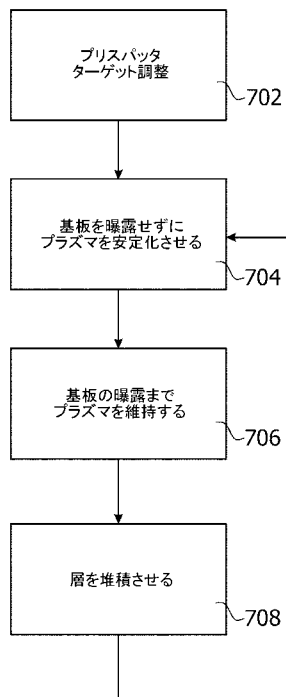 プリスパッタ
ターゲット調整
702
基板を曝露せずに
プラズマを安定化させる
704
基板の曝露まで
プラズマを維持する
706
層を堆積させる
708